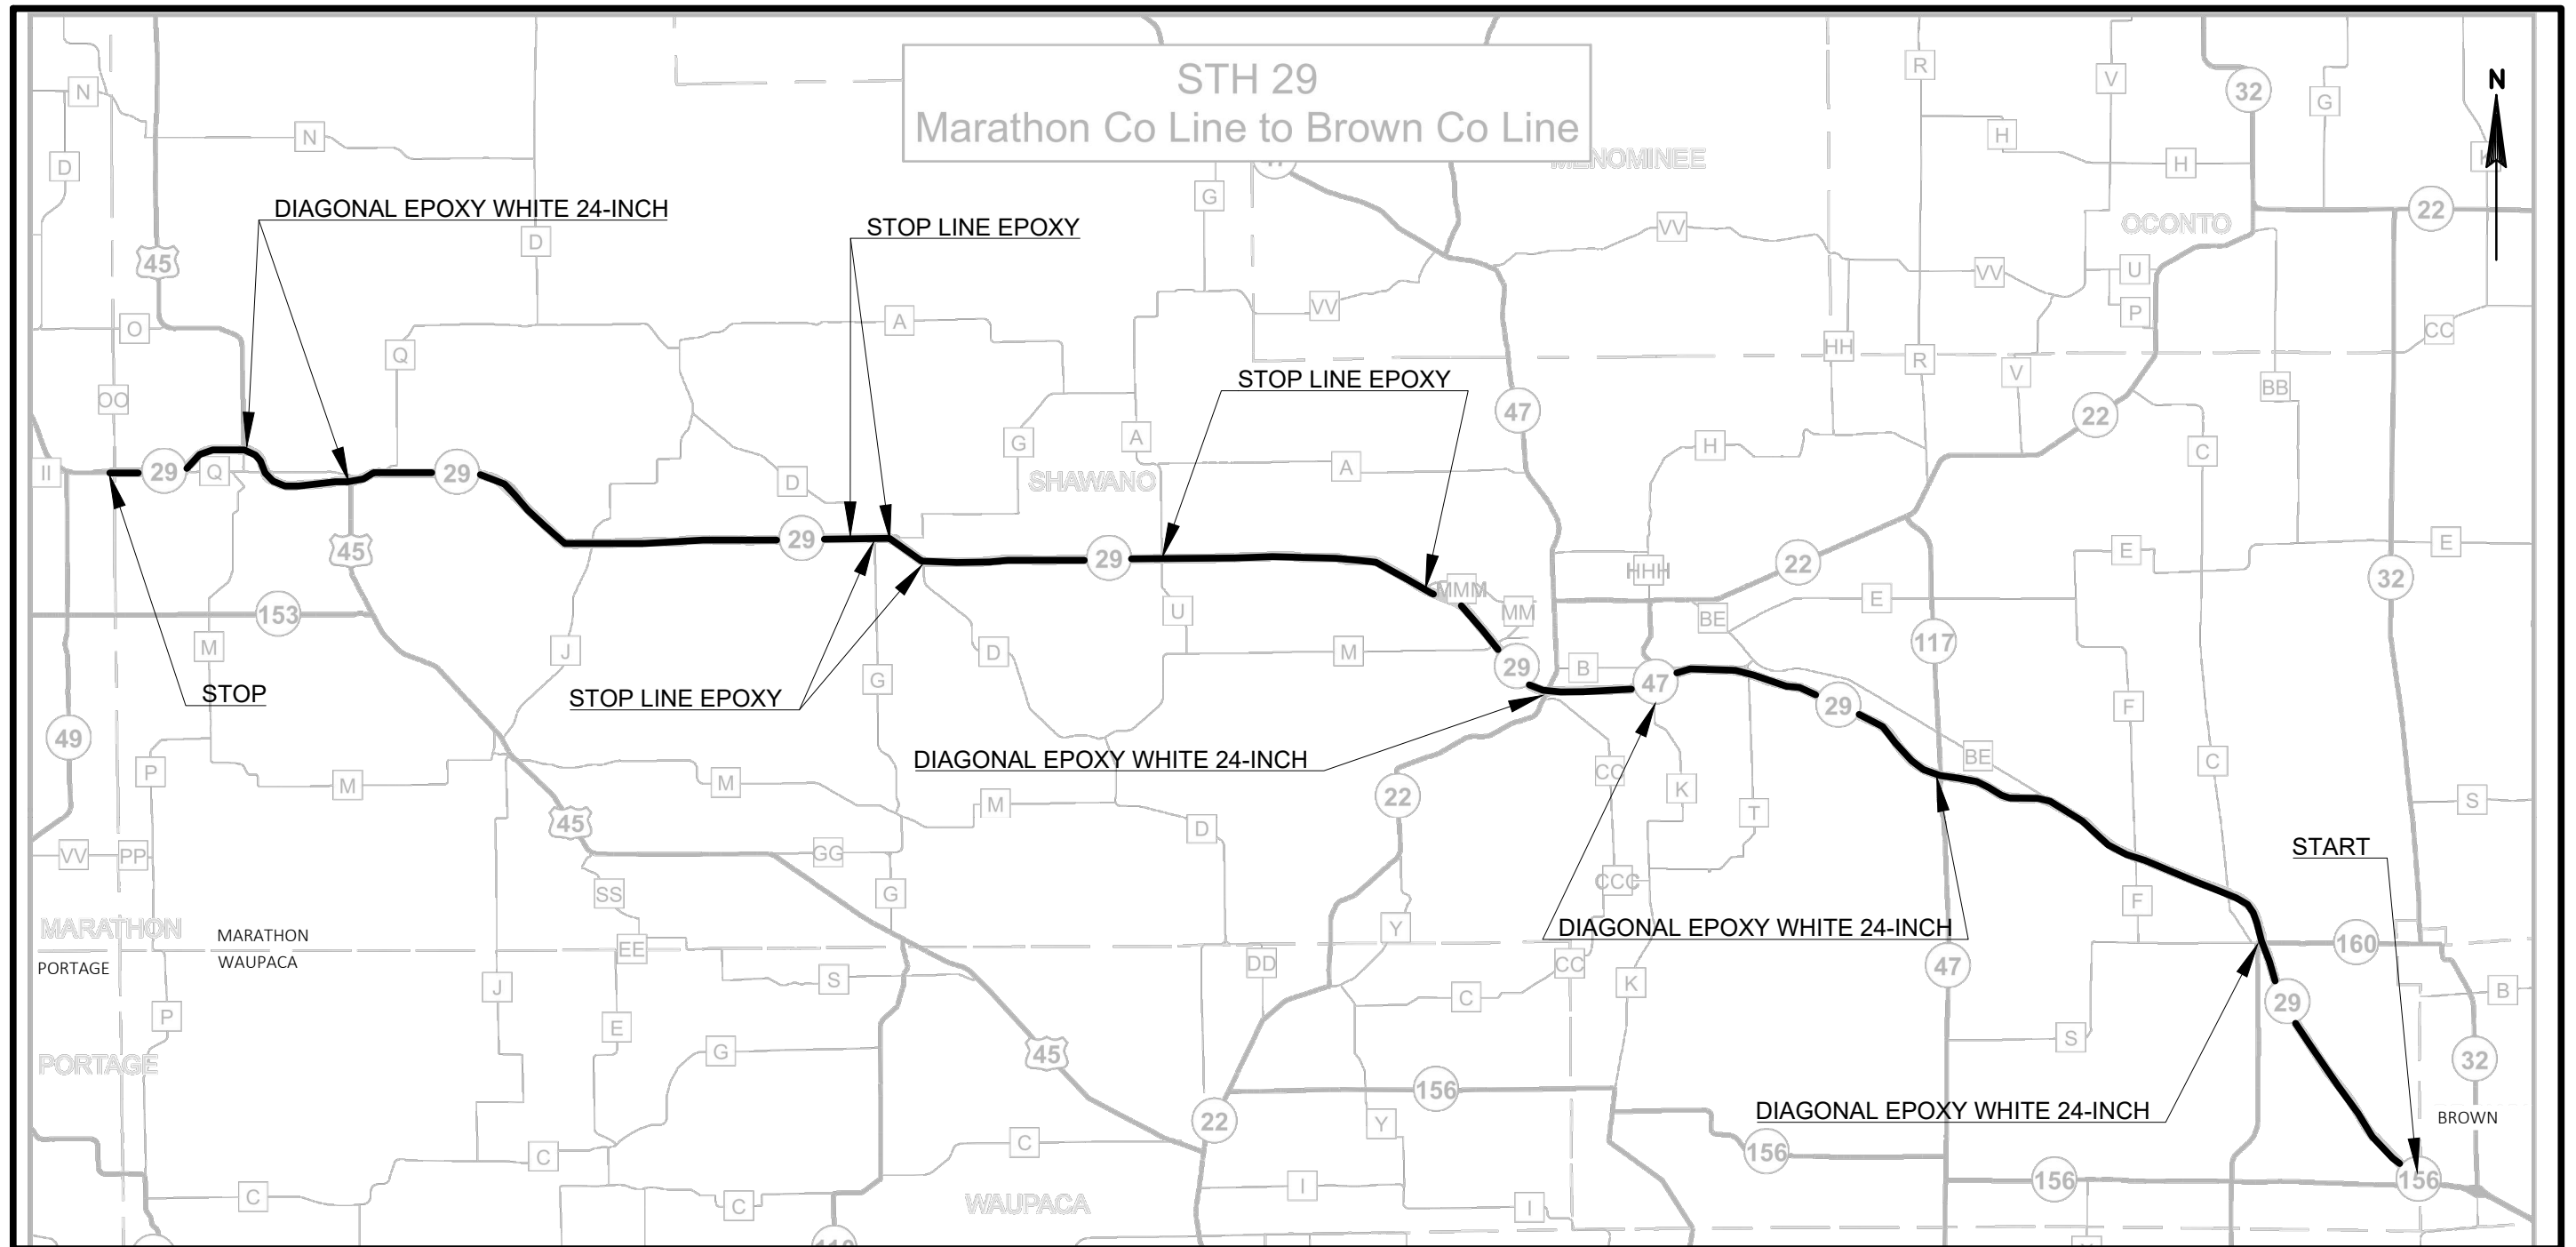 STH 29
Marathon Co Line to Brown Co Line
N
R
V
32
G
N
N
H
H
D
MENOMINEE
G
DIAGONAL EPOXY WHITE 24-INCH
STOP LINE EPOXY
VV
22
OCONTO
D
45
VV
U
VV
P
O
A
CC
Q
HH
R
V
STOP LINE EPOXY
BB
OO
47
22
A
G
H
C
II
29
Q
29
A
D
SHAWANO
29
29
45
22
E
E
HHH
32
MMM
153
U
MM
BE
E
M
J
D
M
117
G
29
B
47
STOP
STOP LINE EPOXY
29
F
49
DIAGONAL EPOXY WHITE 24-INCH
BE
C
P
M
M
M
22
CC
K
T
S
45
D
VV
PP
GG
START
SS
G
CCC
F
MARATHON
MARATHON
EE
Y
DIAGONAL EPOXY WHITE 24-INCH
160
PORTAGE
WAUPACA
S
DD
CC
47
J
C
K
B
29
P
E
S
PORTAGE
G
45
32
156
DIAGONAL EPOXY WHITE 24-INCH
BROWN
22
Y
C
C
156
156
156
C
C
WAUPACA
I
I